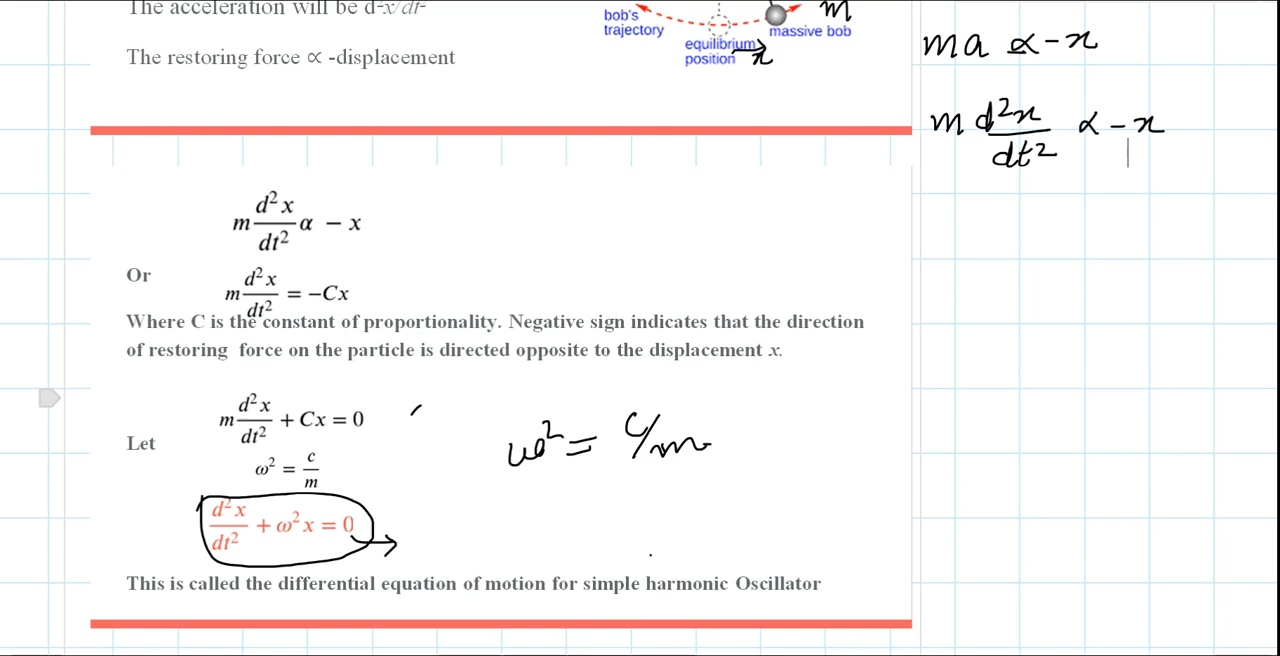 The acceleration will be d²x/dt²
The restoring force ∝ -displacement
bob's
trajectory
equilibrium
position
massive bob
m
x
ma ∝ -x
m d²x/dt² ∝ -x
m d²x/dt² α - x
Or
m d²x/dt² = -Cx
Where C is the constant of proportionality. Negative sign indicates that the direction
of restoring force on the particle is directed opposite to the displacement x.
m d²x/dt² + Cx = 0
Let
ω² = c/m
ω² = C/m
d²x/dt² + ω²x = 0
This is called the differential equation of motion for simple harmonic Oscillator